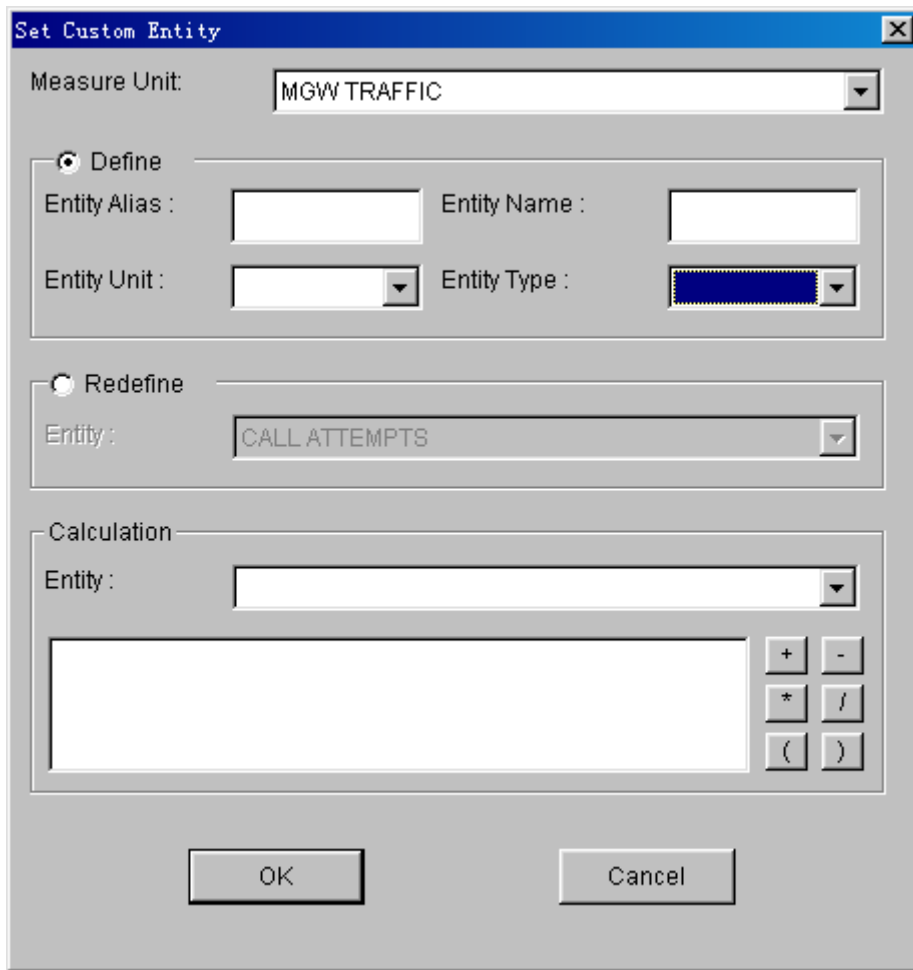 Set Custom Entity
Measure Unit: MGW TRAFFIC
Define
Entity Alias : Entity Name :
Entity Unit : Entity Type :
Redefine
Entity : CALL ATTEMPTS
Calculation
Entity :
+ -
* /
( )
OK Cancel